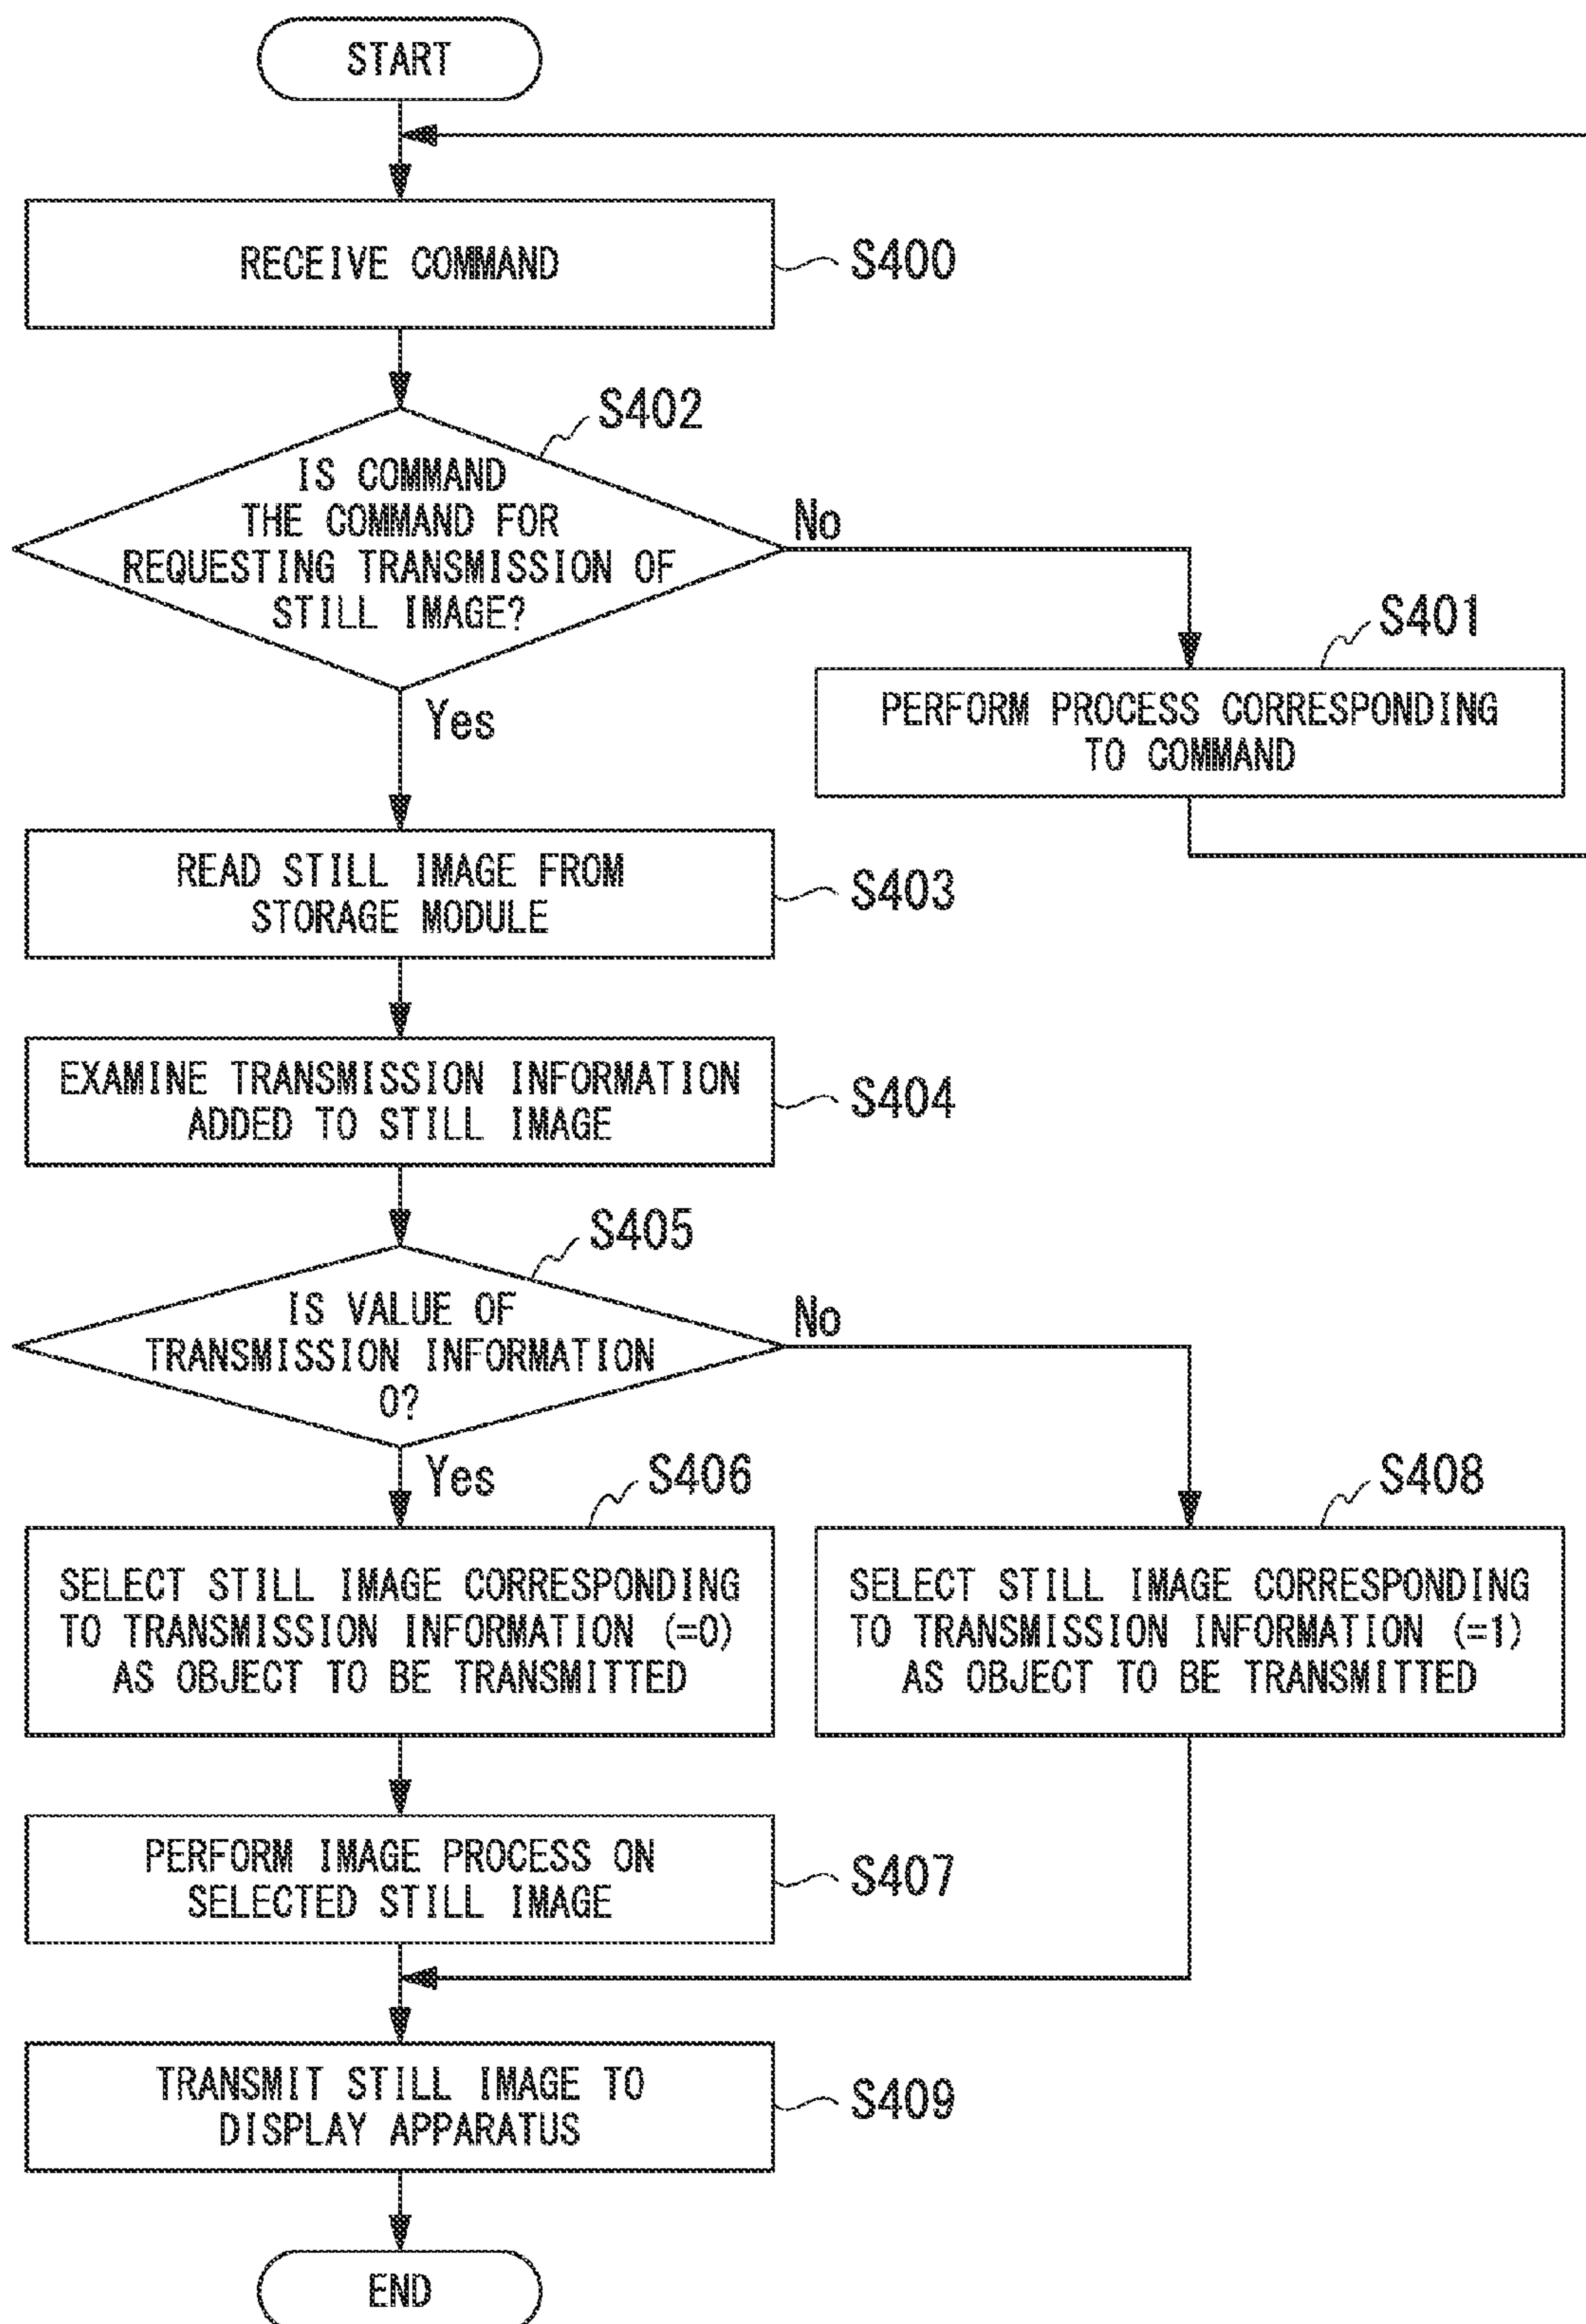 START
RECEIVE COMMAND
S400
S402
IS COMMAND
THE COMMAND FOR
REQUESTING TRANSMISSION OF
STILL IMAGE?
No
Yes
S401
PERFORM PROCESS CORRESPONDING
TO COMMAND
READ STILL IMAGE FROM
STORAGE MODULE
S403
EXAMINE TRANSMISSION INFORMATION
ADDED TO STILL IMAGE
S404
S405
IS VALUE OF
TRANSMISSION INFORMATION
0?
No
Yes
S406
SELECT STILL IMAGE CORRESPONDING
TO TRANSMISSION INFORMATION (=0)
AS OBJECT TO BE TRANSMITTED
S408
SELECT STILL IMAGE CORRESPONDING
TO TRANSMISSION INFORMATION (=1)
AS OBJECT TO BE TRANSMITTED
PERFORM IMAGE PROCESS ON
SELECTED STILL IMAGE
S407
TRANSMIT STILL IMAGE TO
DISPLAY APPARATUS
S409
END